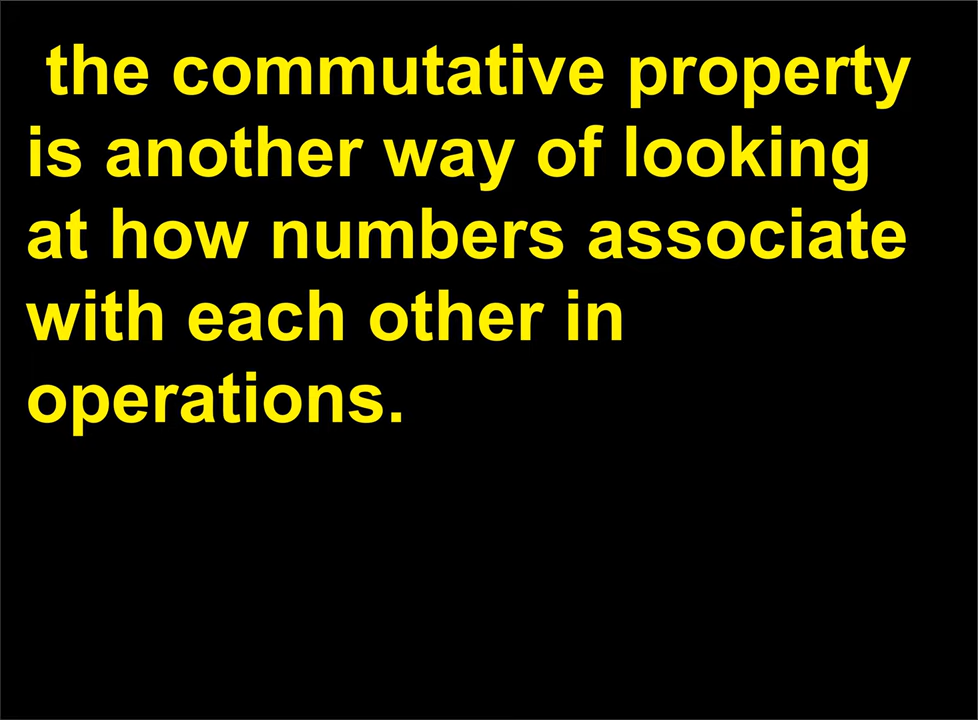 the commutative property
is another way of looking
at how numbers associate
with each other in
operations.